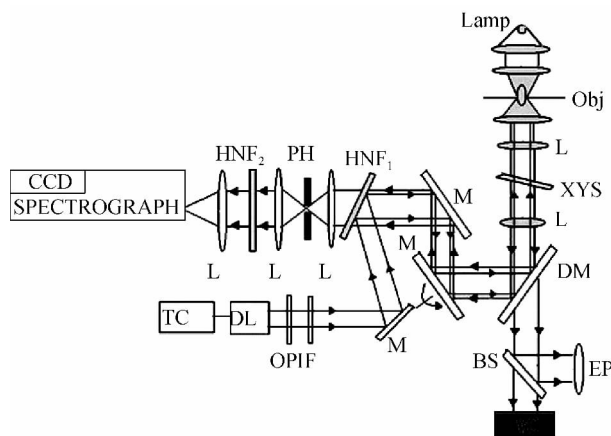 Lamp
Obj
L
HNF₂
PH
HNF₁
M
XYS
CCD
SPECTROGRAPH
L
M
L
L
L
DM
TC
DL
OPIF
M
BS
EP